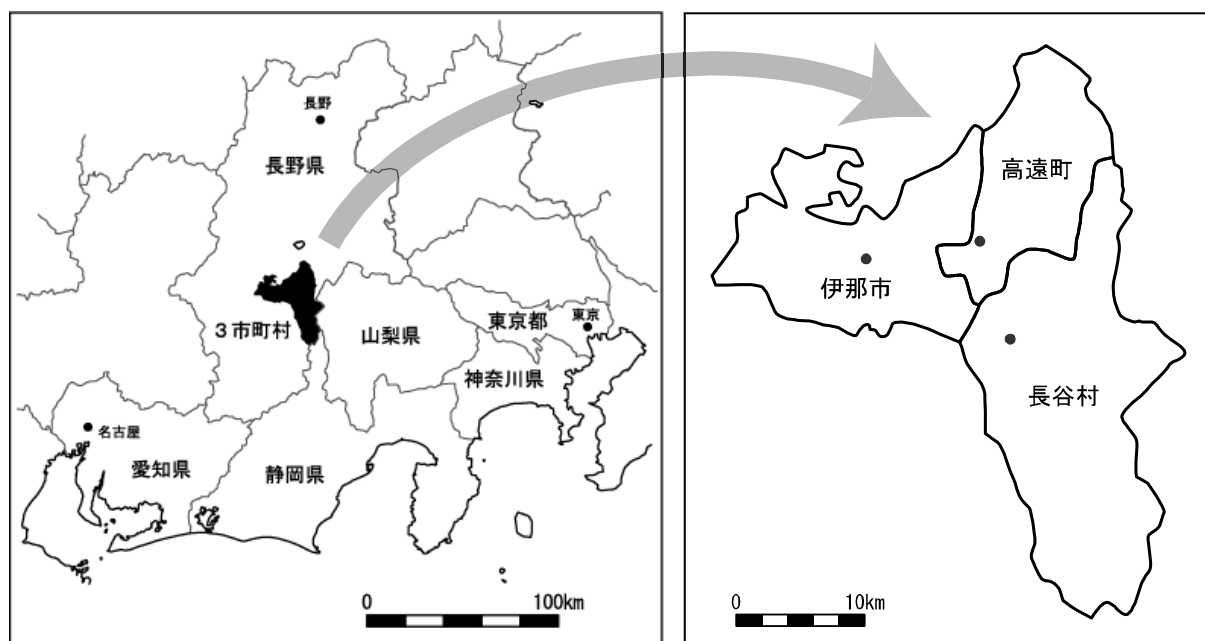 長野
長野県
3市町村
山梨県
東京都
東京
神奈川県
名古屋
愛知県
静岡県
0 100km
高遠町
伊那市
長谷村
0 10km